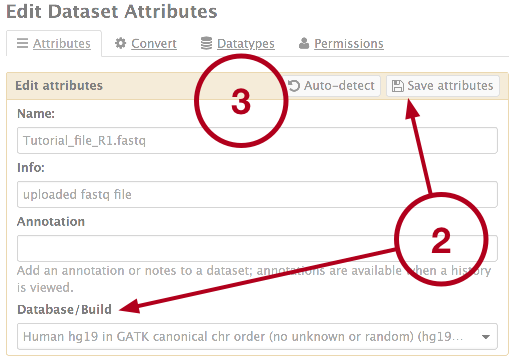 Edit Dataset Attributes
Attributes Convert Datatypes Permissions
Edit attributes 3 Auto-detect Save attributes
Name:
Tutorial_file_R1.fastq
Info:
uploaded fastq file
Annotation
2
Add an annotation or notes to a dataset; annotations are available when a history
is viewed.
Database/Build
Human hg19 in GATK canonical chr order (no unknown or random) (hg19...